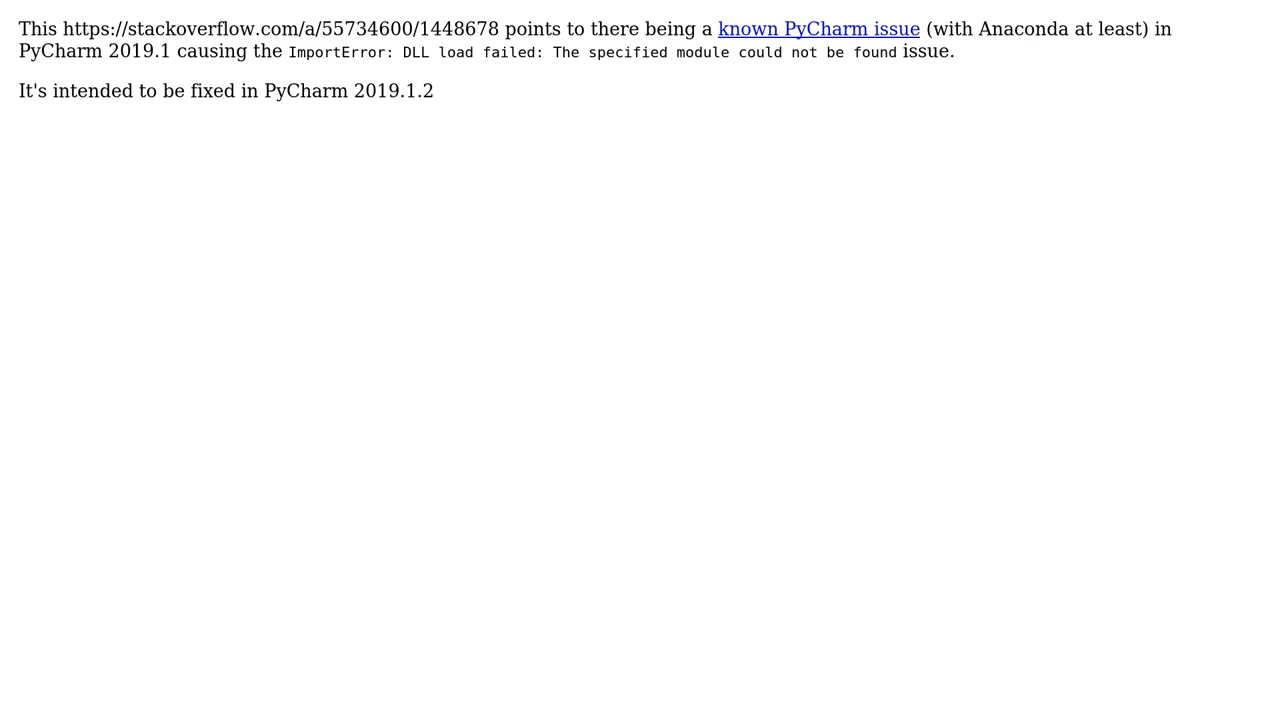 This https://stackoverflow.com/a/55734600/1448678 points to there being a known PyCharm issue (with Anaconda at least) in
PyCharm 2019.1 causing the ImportError: DLL load failed: The specified module could not be found issue.
It's intended to be fixed in PyCharm 2019.1.2